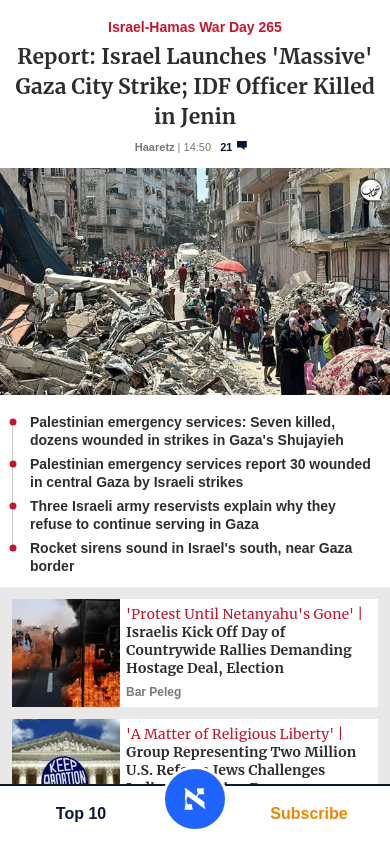 Israel-Hamas War Day 265
Report: Israel Launches 'Massive'
Gaza City Strike; IDF Officer Killed
in Jenin
Haaretz | 14:50 21
Palestinian emergency services: Seven killed,
dozens wounded in strikes in Gaza's Shujayieh
Palestinian emergency services report 30 wounded
in central Gaza by Israeli strikes
Three Israeli army reservists explain why they
refuse to continue serving in Gaza
Rocket sirens sound in Israel's south, near Gaza
border
'Protest Until Netanyahu's Gone' |
Israelis Kick Off Day of
Countrywide Rallies Demanding
Hostage Deal, Election
Bar Peleg
KEEP
ABORTION
'A Matter of Religious Liberty' |
Group Representing Two Million
U.S. Reform Jews Challenges
Top 10
Subscribe